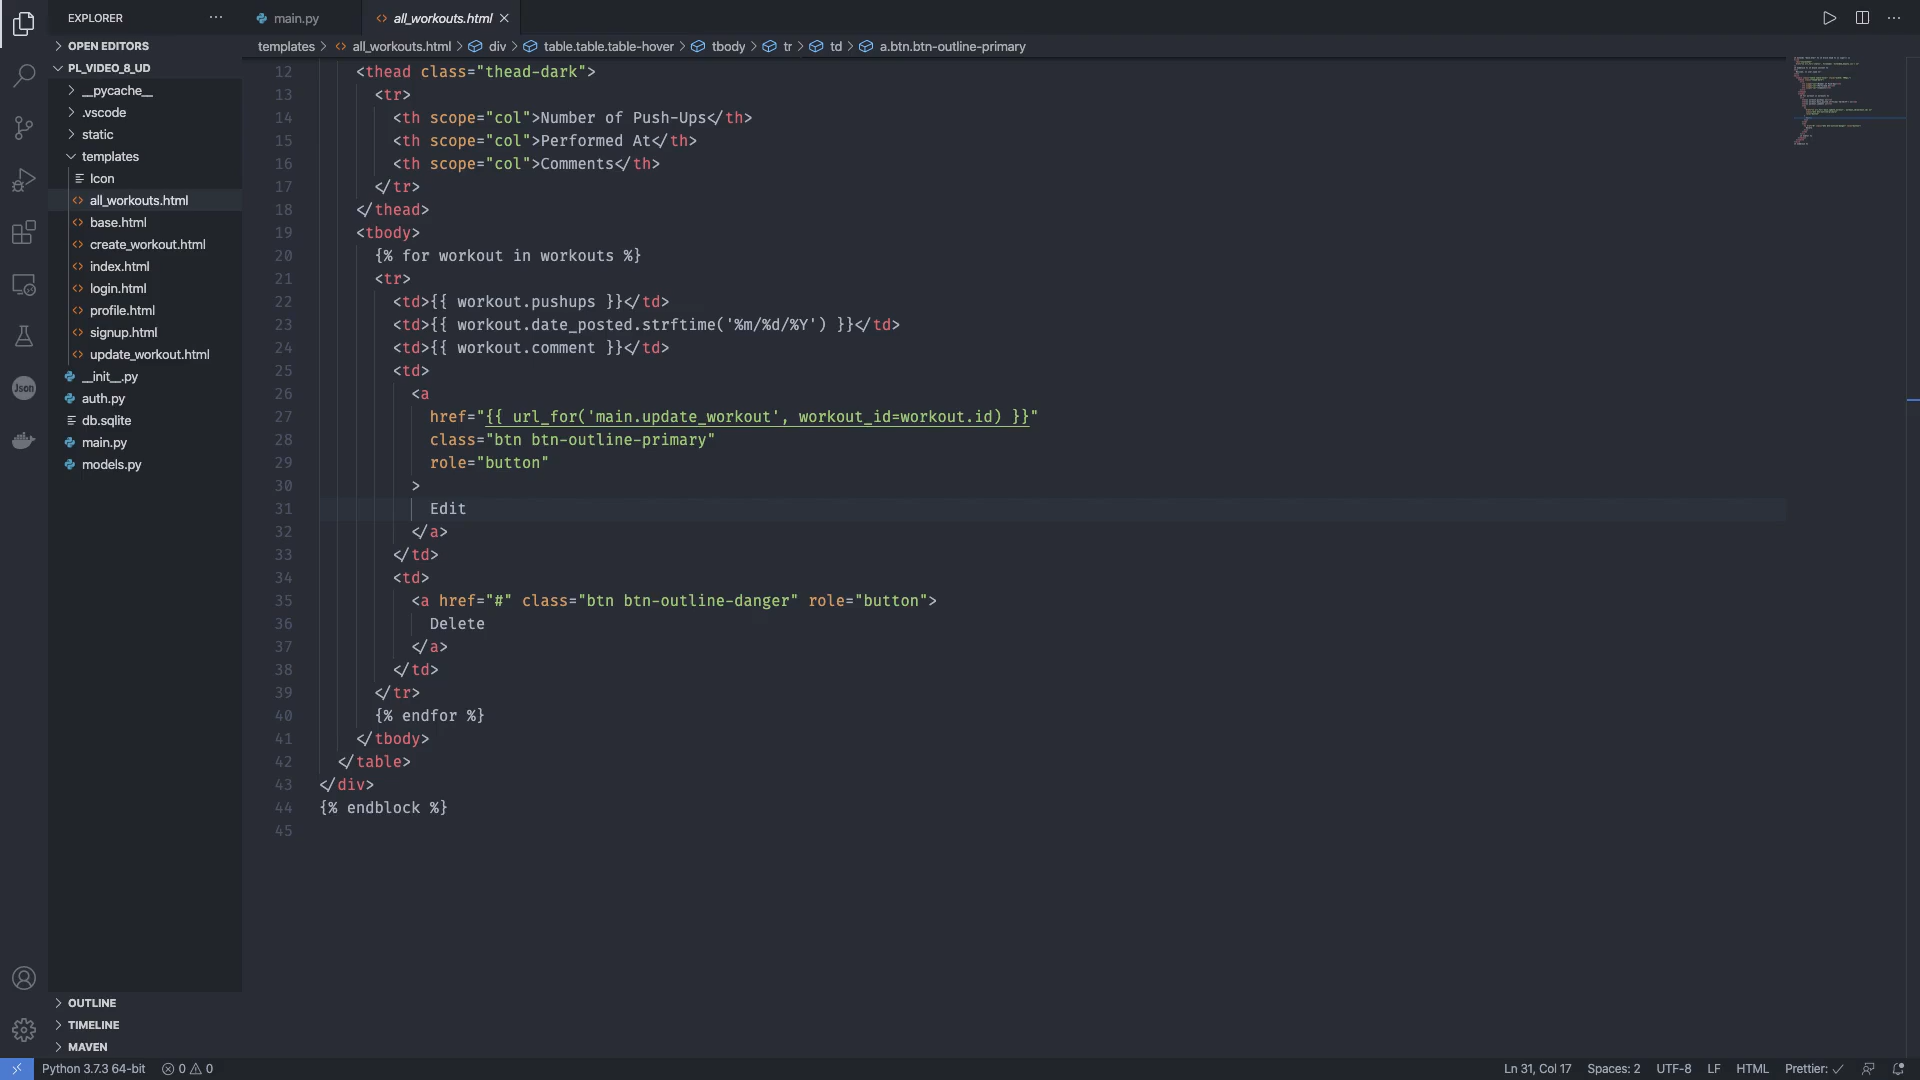 EXPLORER
main.py
all_workouts.html
OPEN EDITORS
templates
all_workouts.html
div
table.table.table-hover
tbody
tr
td
a.btn.btn-outline-primary
PL_VIDEO_8_UD
__pycache__
.vscode
static
templates
Icon
all_workouts.html
base.html
create_workout.html
index.html
login.html
profile.html
signup.html
update_workout.html
__init__.py
auth.py
db.sqlite
main.py
models.py
Json
OUTLINE
TIMELINE
MAVEN
12 <thead class="thead-dark">
13 <tr>
14 <th scope="col">Number of Push-Ups</th>
15 <th scope="col">Performed At</th>
16 <th scope="col">Comments</th>
17 </tr>
18 </thead>
19 <tbody>
20 {% for workout in workouts %}
21 <tr>
22 <td>{{ workout.pushups }}</td>
23 <td>{{ workout.date_posted.strftime('%m/%d/%Y') }}</td>
24 <td>{{ workout.comment }}</td>
25 <td>
26 <a
27 href="{{ url_for('main.update_workout', workout_id=workout.id) }}"
28 class="btn btn-outline-primary"
29 role="button"
30 >
31 Edit
32 </a>
33 </td>
34 <td>
35 <a href="#" class="btn btn-outline-danger" role="button">
36 Delete
37 </a>
38 </td>
39 </tr>
40 {% endfor %}
41 </tbody>
42 </table>
43 </div>
44 {% endblock %}
45
Python 3.7.3 64-bit
0
0
Ln 31, Col 17
Spaces: 2
UTF-8
LF
HTML
Prettier: ✓